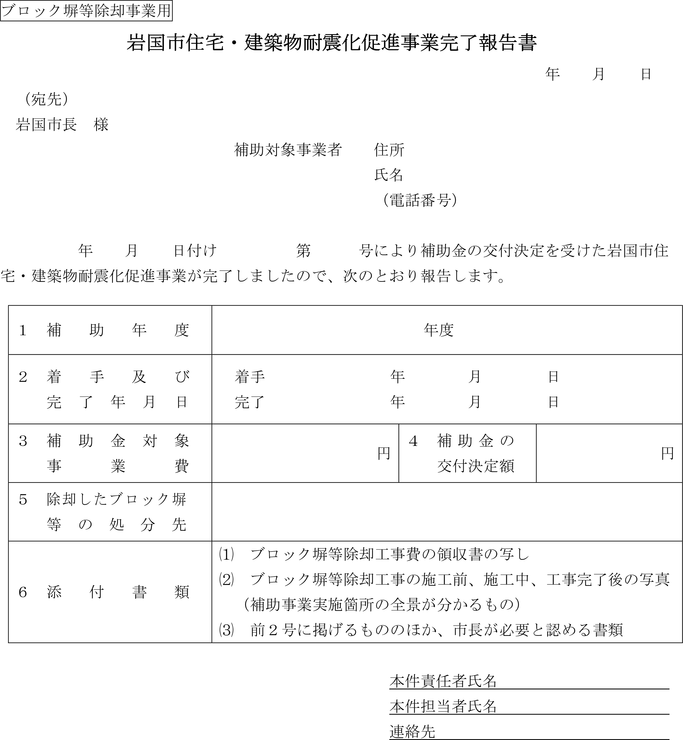 ブロック塀等除却事業用
岩国市住宅・建築物耐震化促進事業完了報告書
年　　月　　日
（宛先）
岩国市長　様
補助対象事業者　　住所
氏名
（電話番号）
年　　月　　日付け　　　　　第　　　号により補助金の交付決定を受けた岩国市住
宅・建築物耐震化促進事業が完了しましたので、次のとおり報告します。
１　補助年度　　年度
２　着手及び　　着手　　年　　月　　日
完了年月日　　完了　　年　　月　　日
３　補助金対象
事業費　　円
４　補助金の
交付決定額　　円
５　除却したブロック塀
等の処分先
６　添付書類
⑴　ブロック塀等除却工事費の領収書の写し
⑵　ブロック塀等除却工事の施工前、施工中、工事完了後の写真
（補助事業実施箇所の全景が分かるもの）
⑶　前２号に掲げるもののほか、市長が必要と認める書類
本件責任者氏名
本件担当者氏名
連絡先